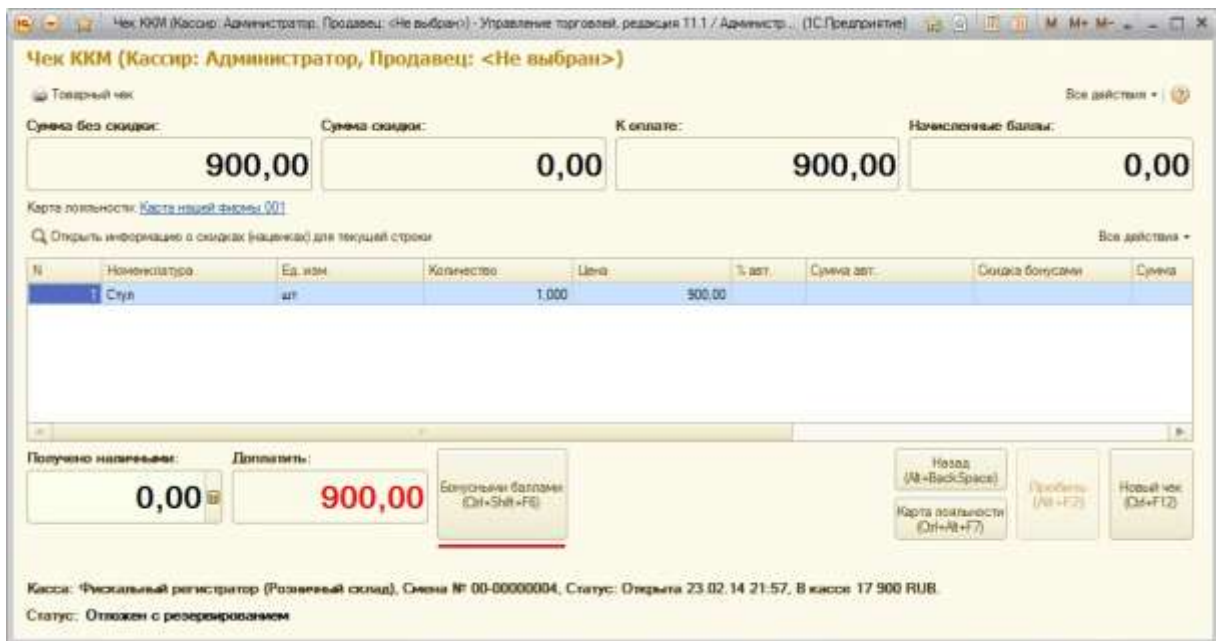 Чек ККМ (Кассир: Администратор, Продавец: <Не выбран>) - Управление торговлей, редакция 11.1 / Администр... (1С:Предприятие) M M+ M-
Чек ККМ (Кассир: Администратор, Продавец: <Не выбран>)
Товарный чек Все действия
Сумма без скидки: Сумма скидки: К оплате: Начисленные баллы:
900,00 0,00 900,00 0,00
Карта лояльности: Карта нашей фирмы 001
Открыть информацию о скидках (наценках) для текущей строки Все действия
N Номенклатура Ед. изм. Количество Цена % авт. Сумма авт. Скидка бонусами Сумма
1 Стул шт 1,000 900,00
Получено наличными: Доплатить:
0,00 900,00
Бонусными баллами
(Ctrl+Shift+F6)
Назад
(Alt+BackSpace)
Карта лояльности
(Ctrl+Alt+F7)
Пробить
(Alt+F2)
Новый чек
(Ctrl+F12)
Касса: Фискальный регистратор (Розничный склад), Смена № 00-00000004, Статус: Открыта 23.02.14 21:57, В кассе 17 900 RUB.
Статус: Отложен с резервированием